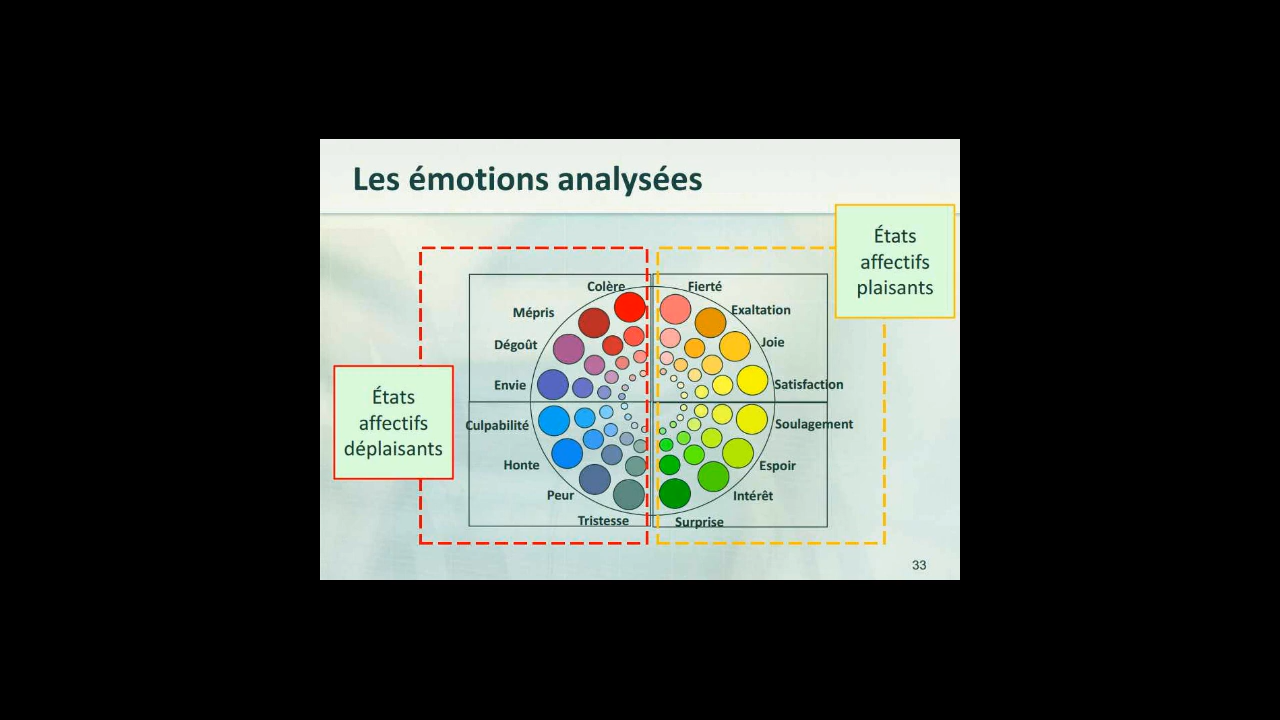 Les émotions analysées
États
affectifs
plaisants
Colère
Fierté
Mépris
Exaltation
Dégoût
Joie
Envie
Satisfaction
États
affectifs
déplaisants
Culpabilité
Soulagement
Honte
Espoir
Peur
Intérêt
Tristesse
Surprise
33